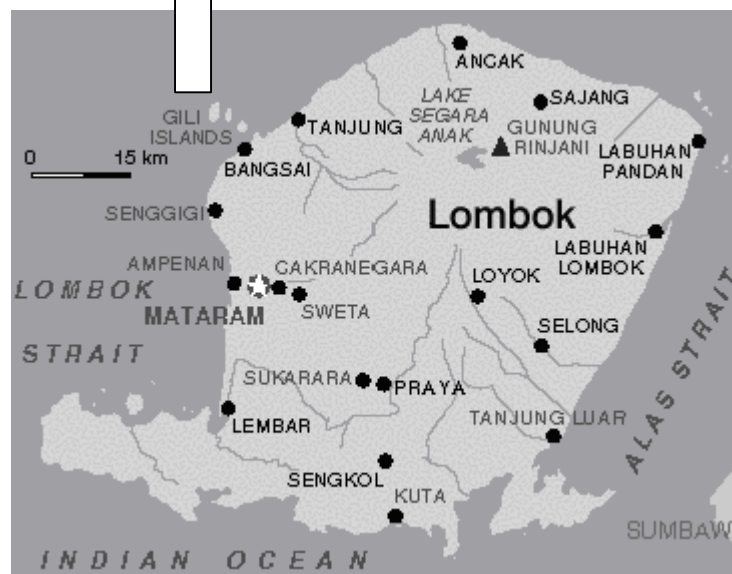 ANCAK
LAKE
SEGARA
ANAK
SAJANG
GILI
ISLANDS
TANJUNG
GUNUNG
RINJANI
LABUHAN
PANDAN
0 15 km
BANGSAI
SENGGIGI
Lombok
LABUHAN
LOMBOK
AMPENAN
CAKRANEGARA
LOYOK
LOMBOK
STRAIT
MATARAM
SWETA
SELONG
ALAS STRAIT
SUKARARA
PRAYA
TANJUNG LUAR
LEMBAR
SENGKOL
KUTA
SUMBAW
INDIAN OCEAN